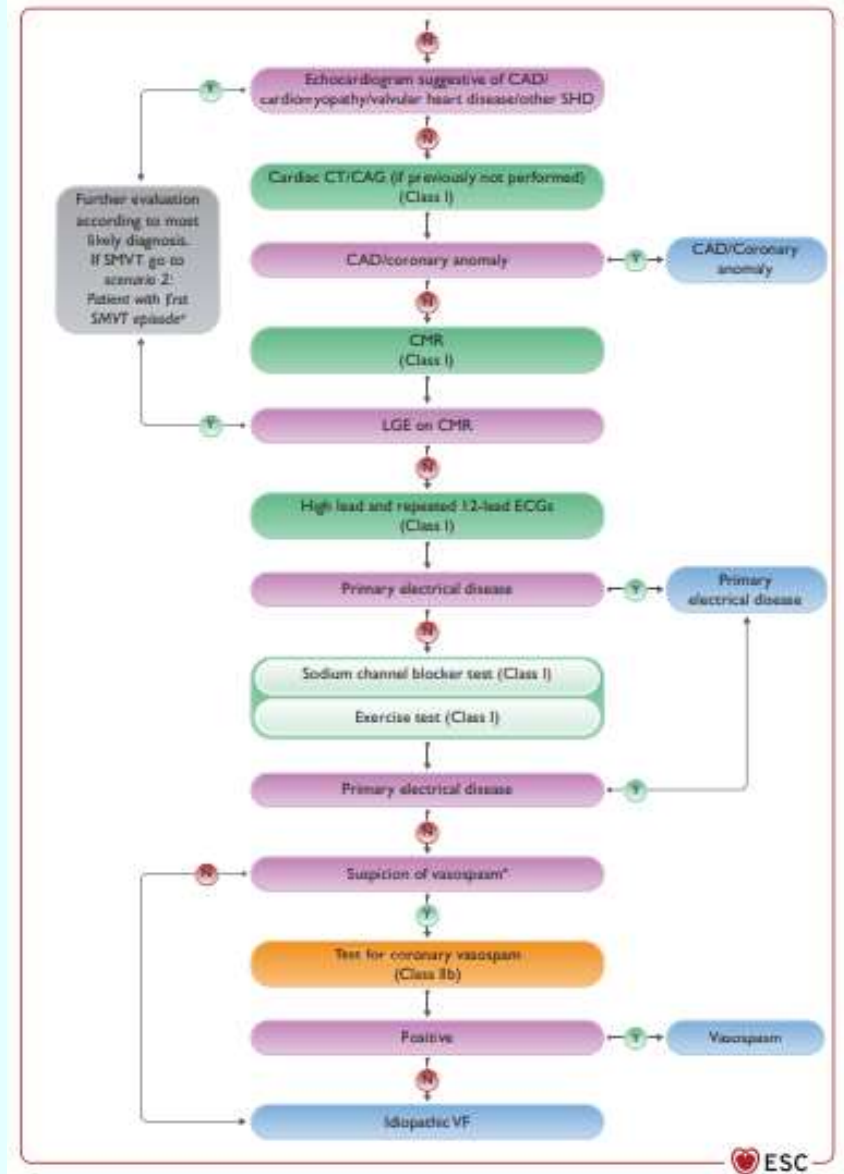 N
Echocardiogram suggestive of CAD/
cardiomyopathy/valvular heart disease/other SHD
Y
N
Cardiac CT/CAG (if previously not performed)
(Class I)
Further evaluation
according to most
likely diagnosis.
If SMVT go to
scenario 2:
Patient with first
SMVT episode
CAD/coronary anomaly
Y
CAD/Coronary
anomaly
N
CMR
(Class I)
Y
LGE on CMR
N
High lead and repeated 12-lead ECGs
(Class I)
Primary electrical disease
Y
Primary
electrical disease
N
Sodium channel blocker test (Class I)
Exercise test (Class I)
Primary electrical disease
Y
N
N
Suspicion of vasospasm
Y
Test for coronary vasospam
(Class IIb)
Positive
Y
Vasospasm
N
Idiopathic VF
ESC